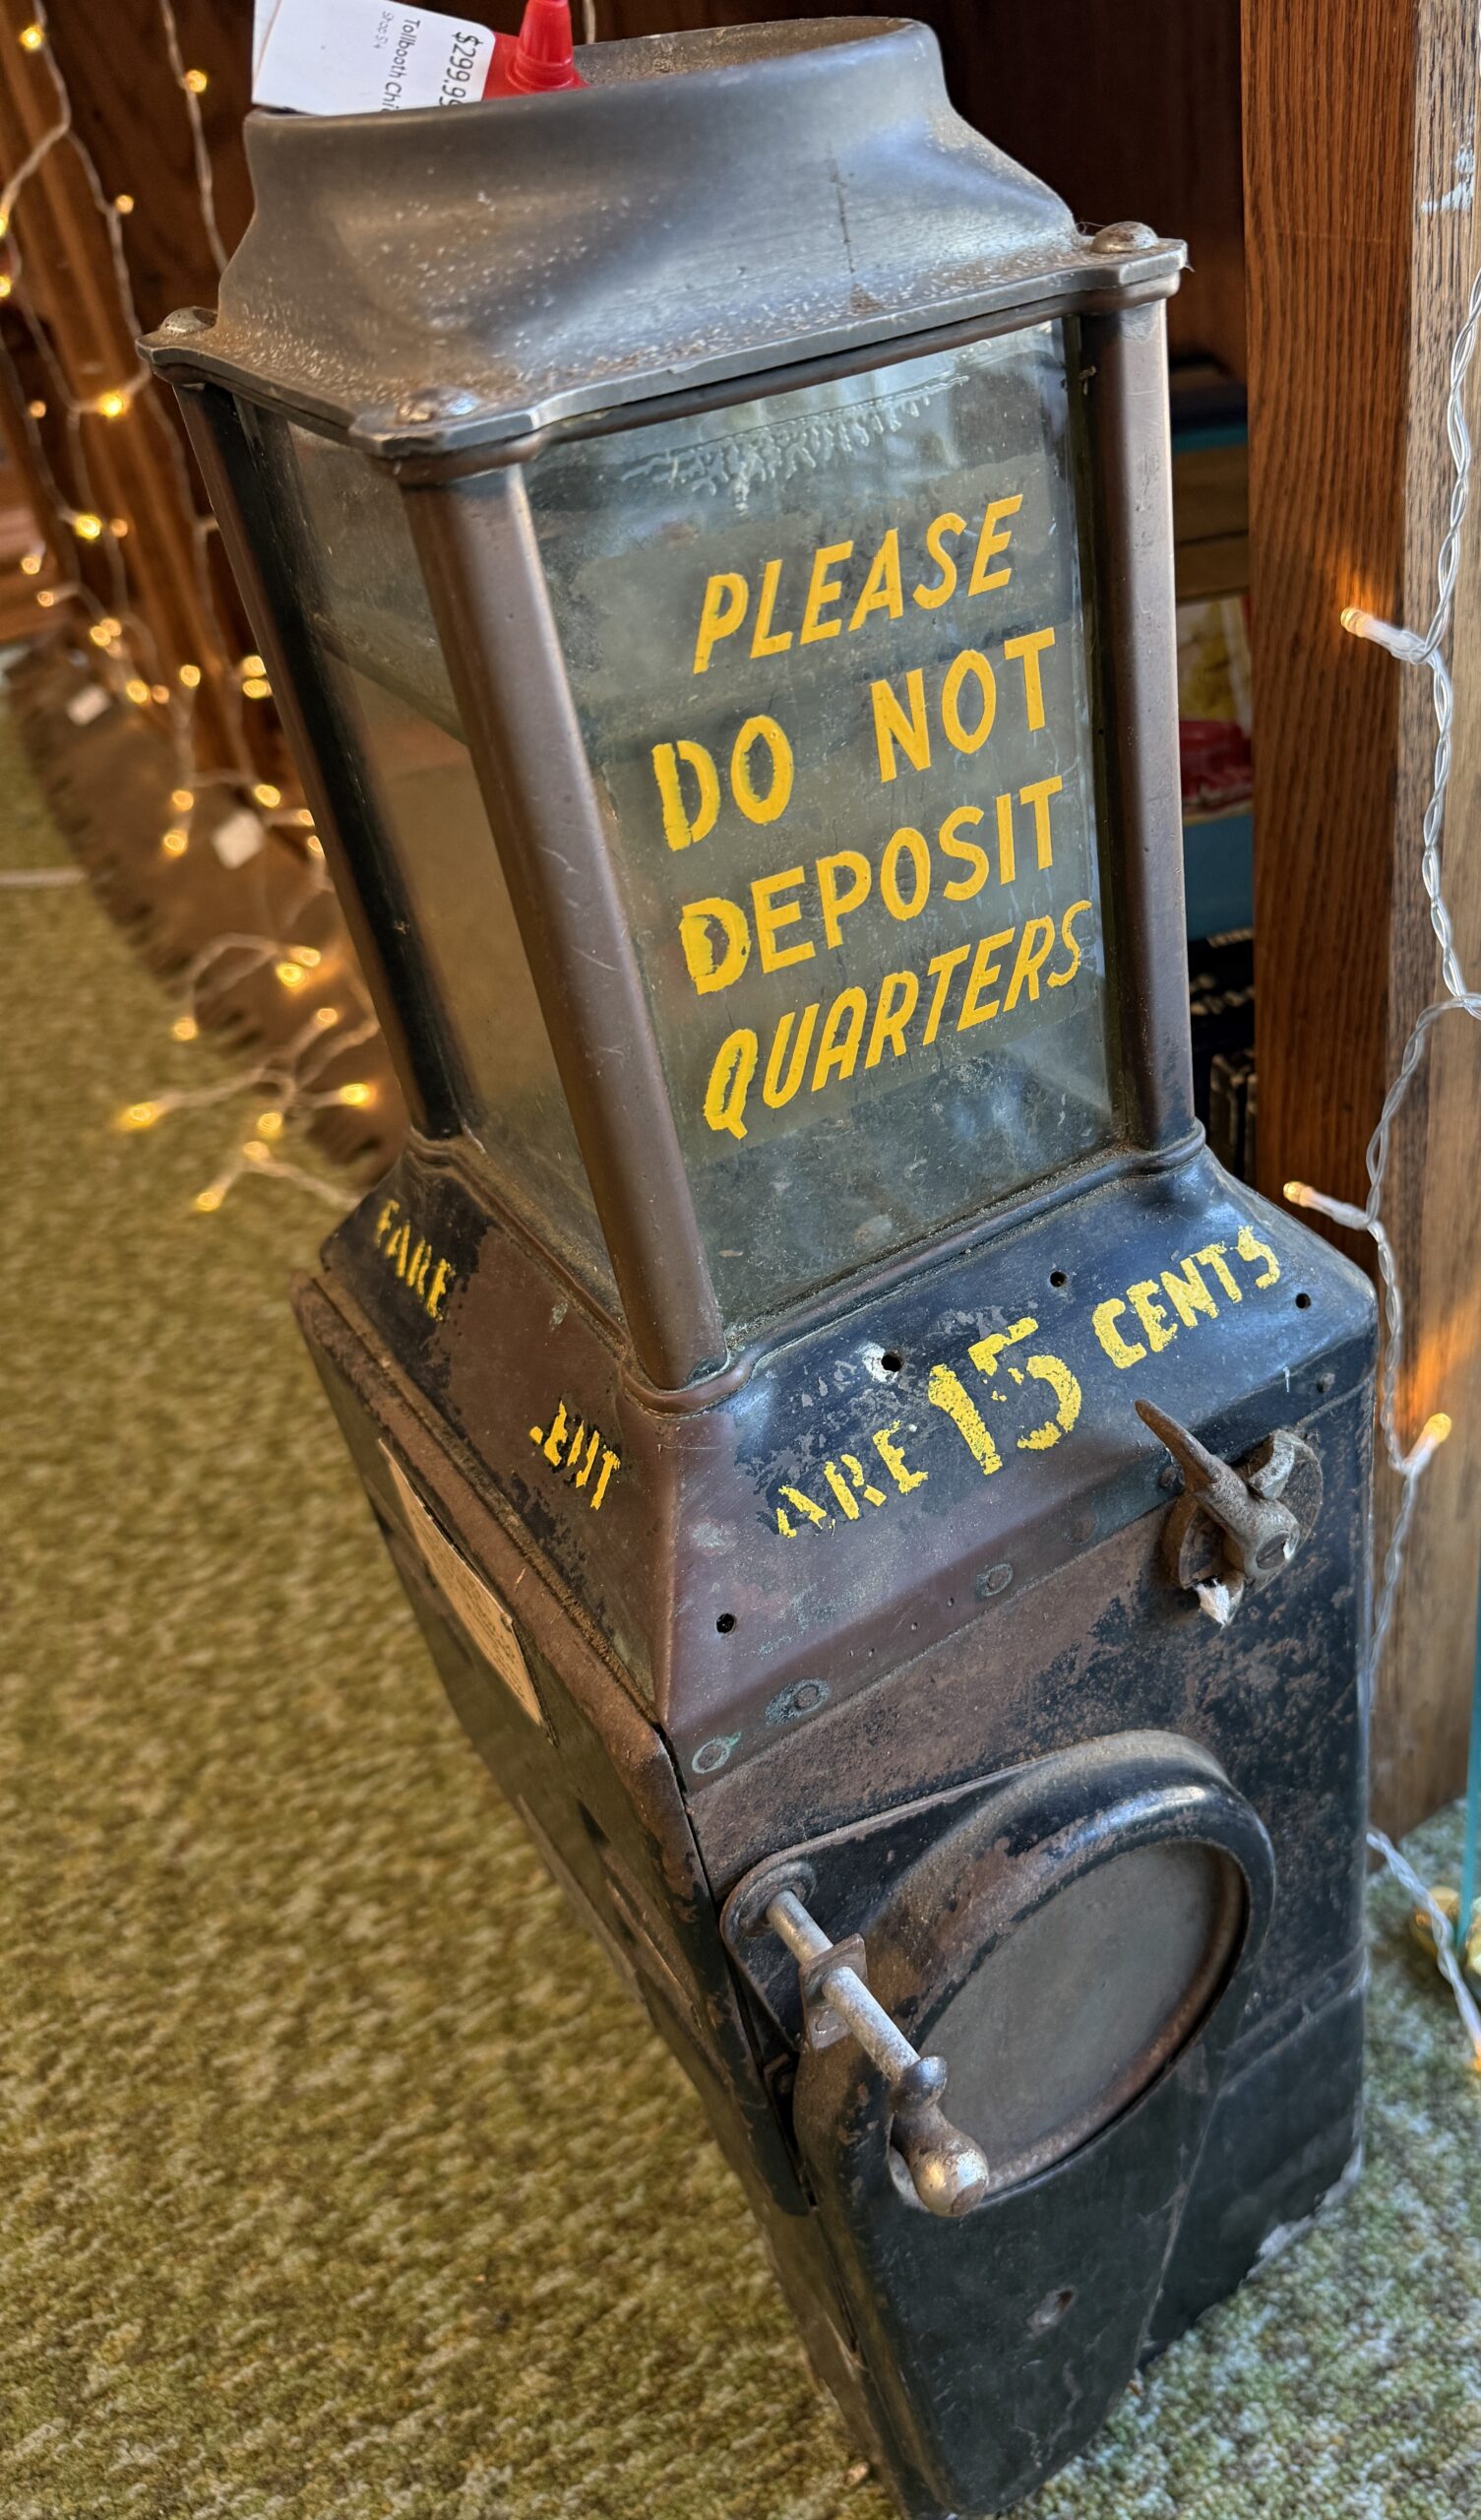 $299.99
Tollbooth
PLEASE
DO NOT
DEPOSIT
QUARTERS
FARE
ARE 15 CENTS